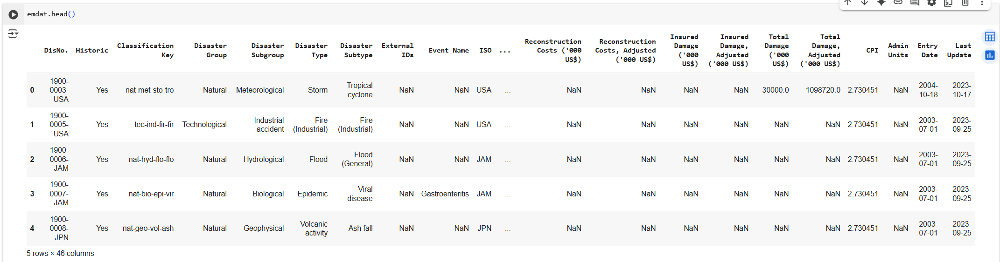 emdat.head()
DisNo. Historic Classification Key Disaster Group Disaster Subgroup Disaster Type Disaster Subtype External IDs Event Name ISO ... Reconstruction Costs ('000 US$) Reconstruction Costs, Adjusted ('000 US$) Insured Damage ('000 US$) Insured Damage, Adjusted ('000 US$) Total Damage ('000 US$) Total Damage, Adjusted ('000 US$) CPI Admin Units Entry Date Last Update
0 1900-0003-USA Yes nat-met-sto-tro Natural Meteorological Storm Tropical cyclone NaN NaN USA ... NaN NaN NaN NaN 30000.0 1098720.0 2.730451 NaN 2004-10-18 2023-10-17
1 1900-0005-USA Yes tec-ind-fir-fir Technological Industrial accident Fire (Industrial) Fire (Industrial) NaN NaN USA ... NaN NaN NaN NaN NaN NaN 2.730451 NaN 2003-07-01 2023-09-25
2 1900-0006-JAM Yes nat-hyd-flo-flo Natural Hydrological Flood Flood (General) NaN NaN JAM ... NaN NaN NaN NaN NaN NaN 2.730451 NaN 2003-07-01 2023-09-25
3 1900-0007-JAM Yes nat-bio-epi-vir Natural Biological Epidemic Viral disease NaN Gastroenteritis JAM ... NaN NaN NaN NaN NaN NaN 2.730451 NaN 2003-07-01 2023-09-25
4 1900-0008-JPN Yes nat-geo-vol-ash Natural Geophysical Volcanic activity Ash fall NaN NaN JPN ... NaN NaN NaN NaN NaN NaN 2.730451 NaN 2003-07-01 2023-09-25
5 rows × 46 columns